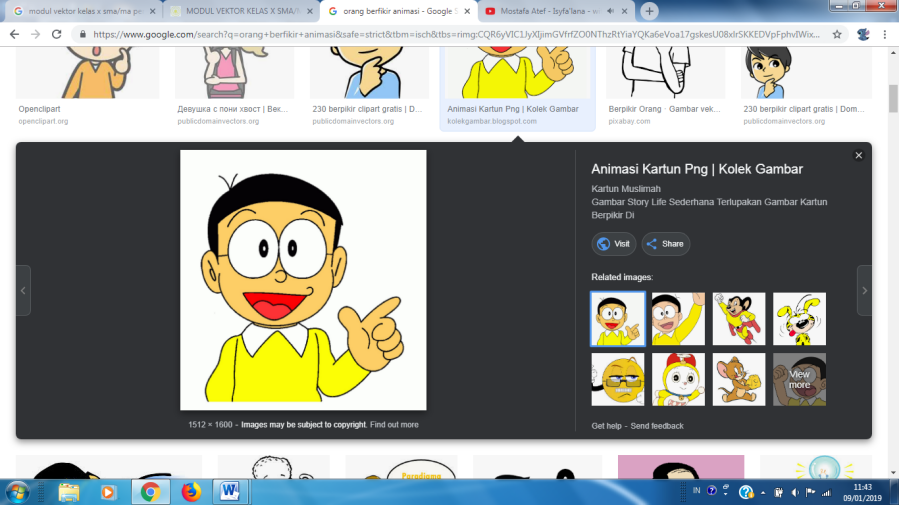 modul vektor kelas x sma/ma pe
MODUL VEKTOR KELAS X SMA/M
orang berfikir animasi - Google S
Mostafa Atef - Isyfa'lana - 
https://www.google.com/search?q=orang+berfikir+animasi&safe=strict&tbm=isch&tbs=rimg:
Openclipart
openclipart.org
Девушка с пони хвост | Век...
publicdomainvectors.org
230 berpikir clipart gratis | D...
publicdomainvectors.org
Animasi Kartun Png | Kolek Gambar
kolekgambar.blogspot.com
Berpikir Orang · Gambar vek...
pixabay.com
230 berpikir clipart gratis | Dom...
publicdomainvectors.org
Animasi Kartun Png | Kolek Gambar
Kartun Muslimah
Gambar Story Life Sederhana Terlupakan Gambar Kartun
Berpikir Di
Visit
Share
Related images:
View
more
1512 × 1600 - Images may be subject to copyright. Find out more
Get help - Send feedback
Paradigma
IN
11:43
09/01/2019